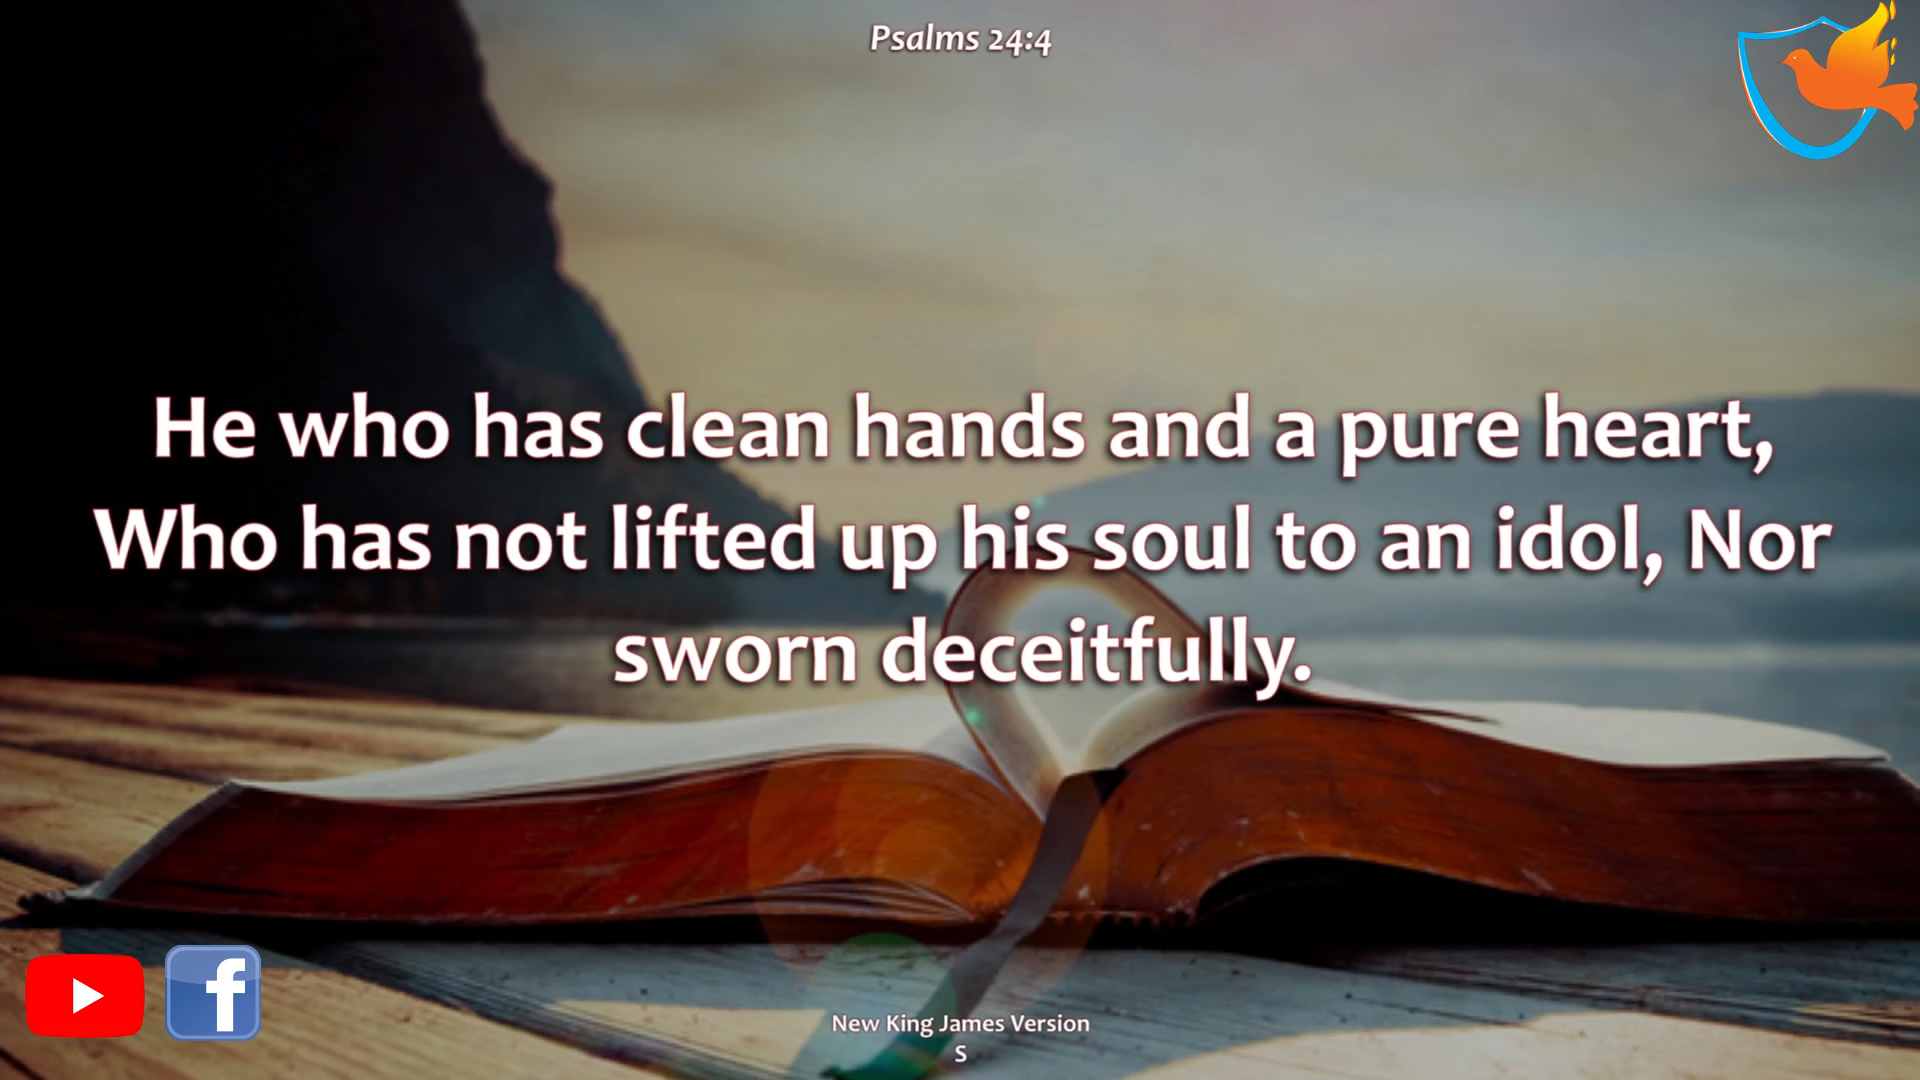 Psalms 24:4
He who has clean hands and a pure heart,
Who has not lifted up his soul to an idol, Nor
sworn deceitfully.
f
New King James Version
S